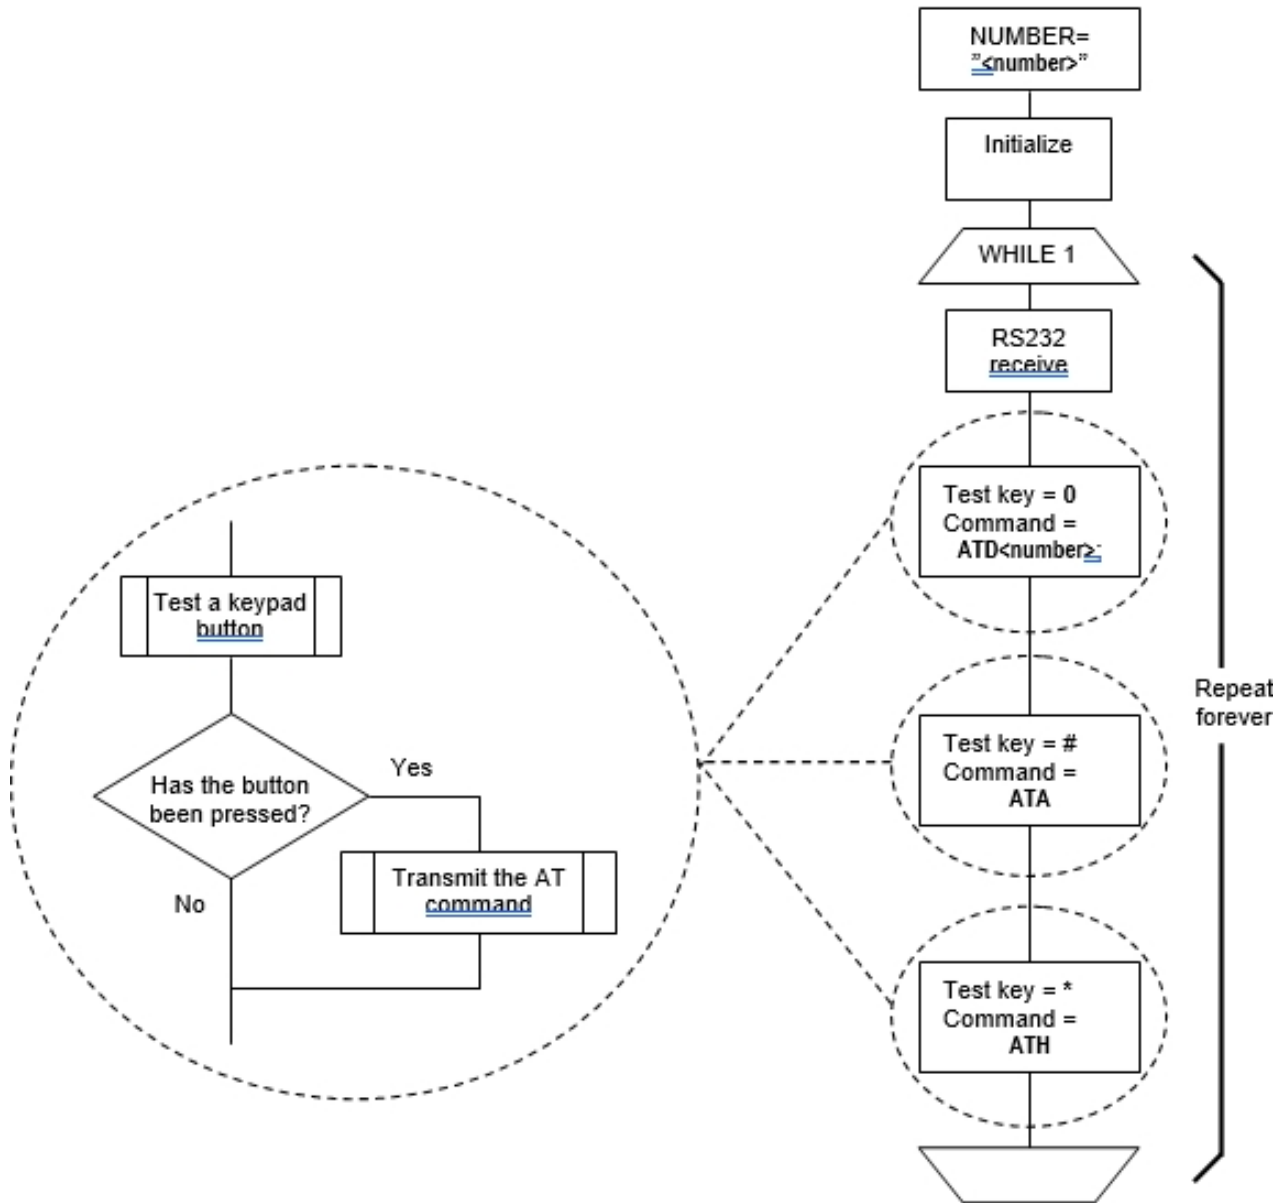 NUMBER=
”<number>”
Initialize
WHILE 1
RS232
receive
Test key = 0
Command =
ATD<number>;
Test a keypad
button
Has the button
been pressed?
Yes
No
Transmit the AT
command
Test key = #
Command =
ATA
Repeat
forever
Test key = *
Command =
ATH